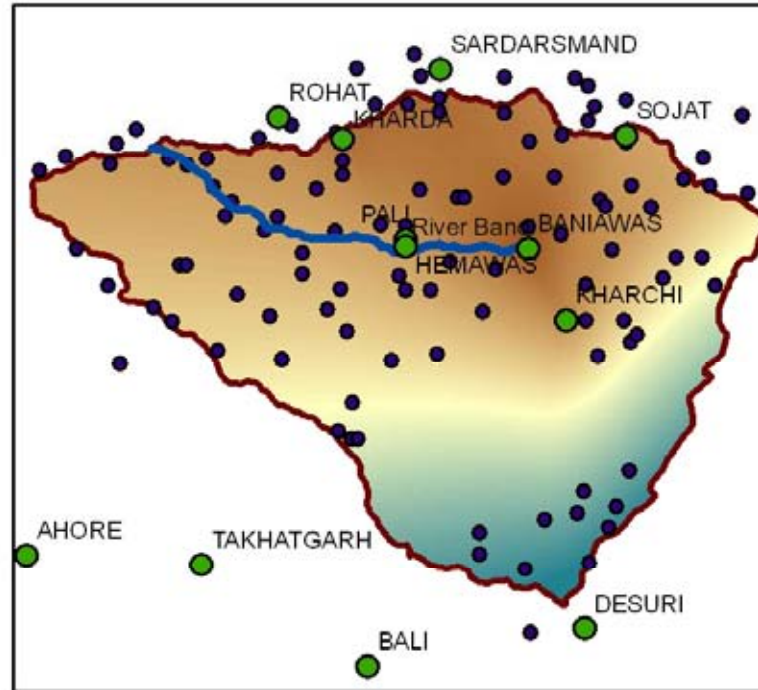 SARDARSMAND
ROHAT
KHARDA
SOJAT
PALI
River Band
BANIAWAS
HEMAWAS
KHARCHI
AHORE
TAKHATGARH
DESURI
BALI